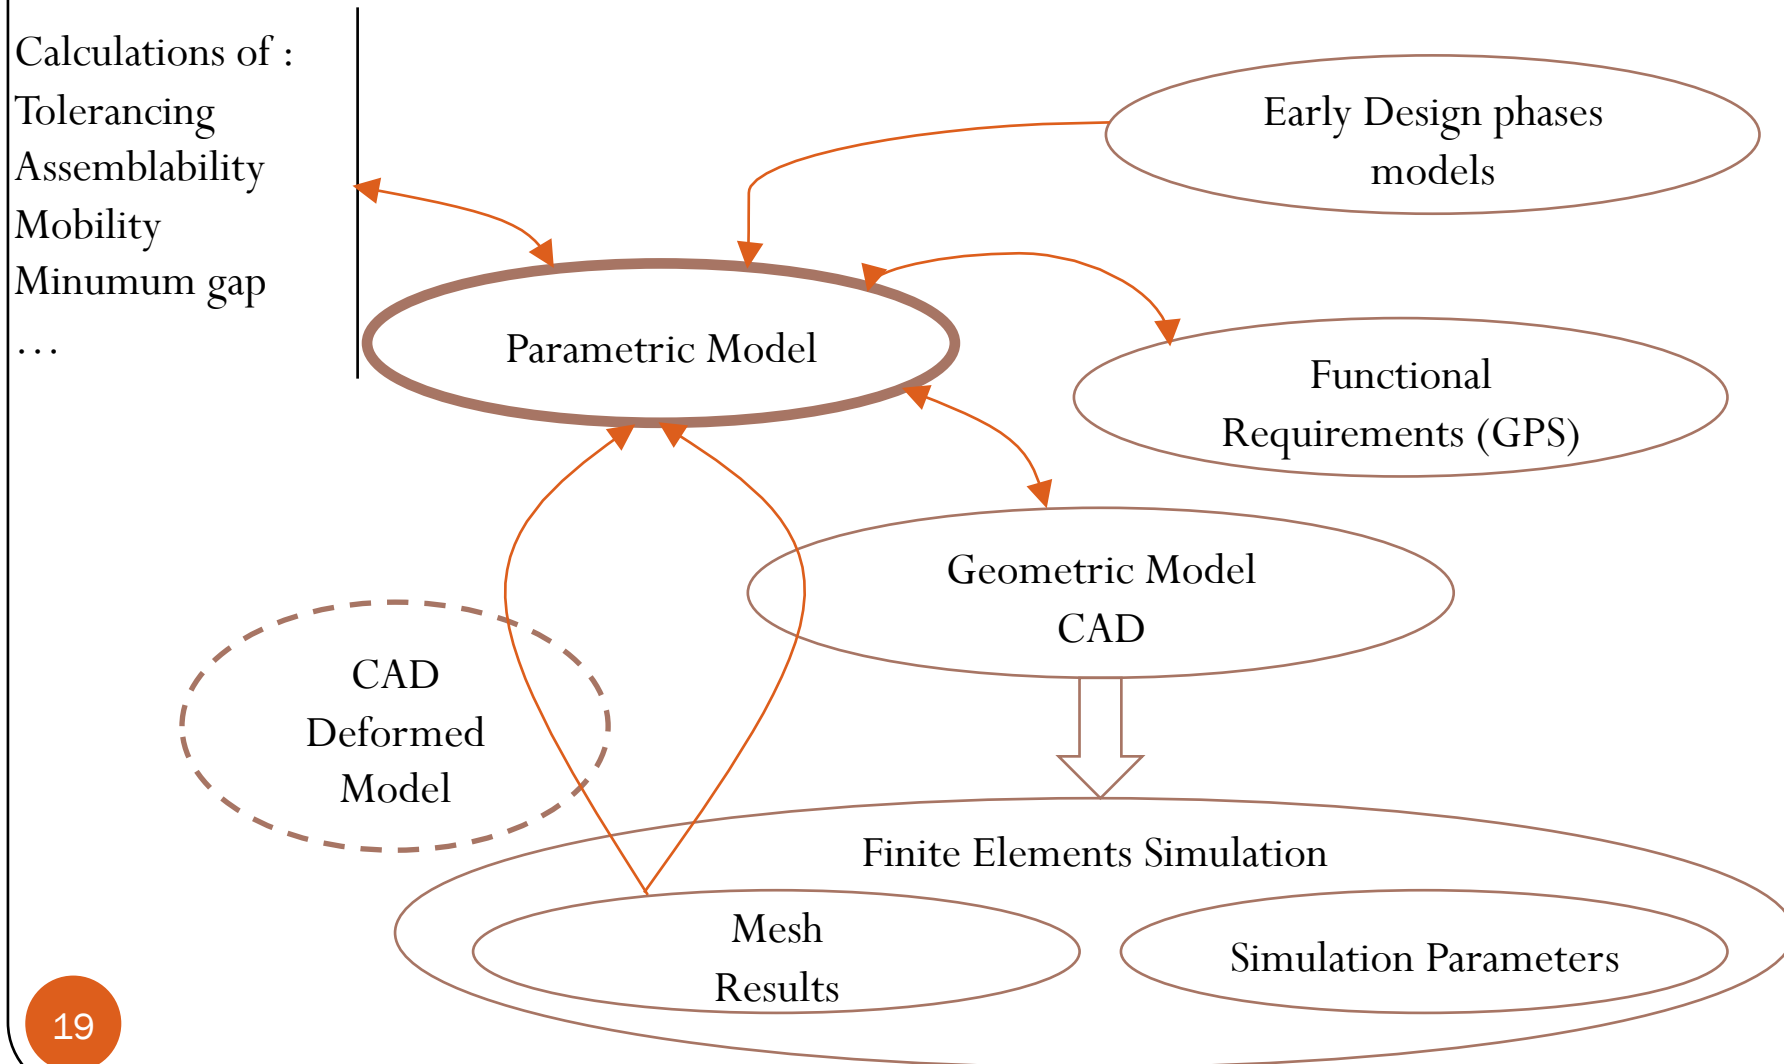 Calculations of :
Tolerancing
Assemblability
Mobility
Minumum gap
…
Early Design phases
models
Parametric Model
Functional
Requirements (GPS)
Geometric Model
CAD
CAD
Deformed
Model
Finite Elements Simulation
Mesh
Results
Simulation Parameters
19